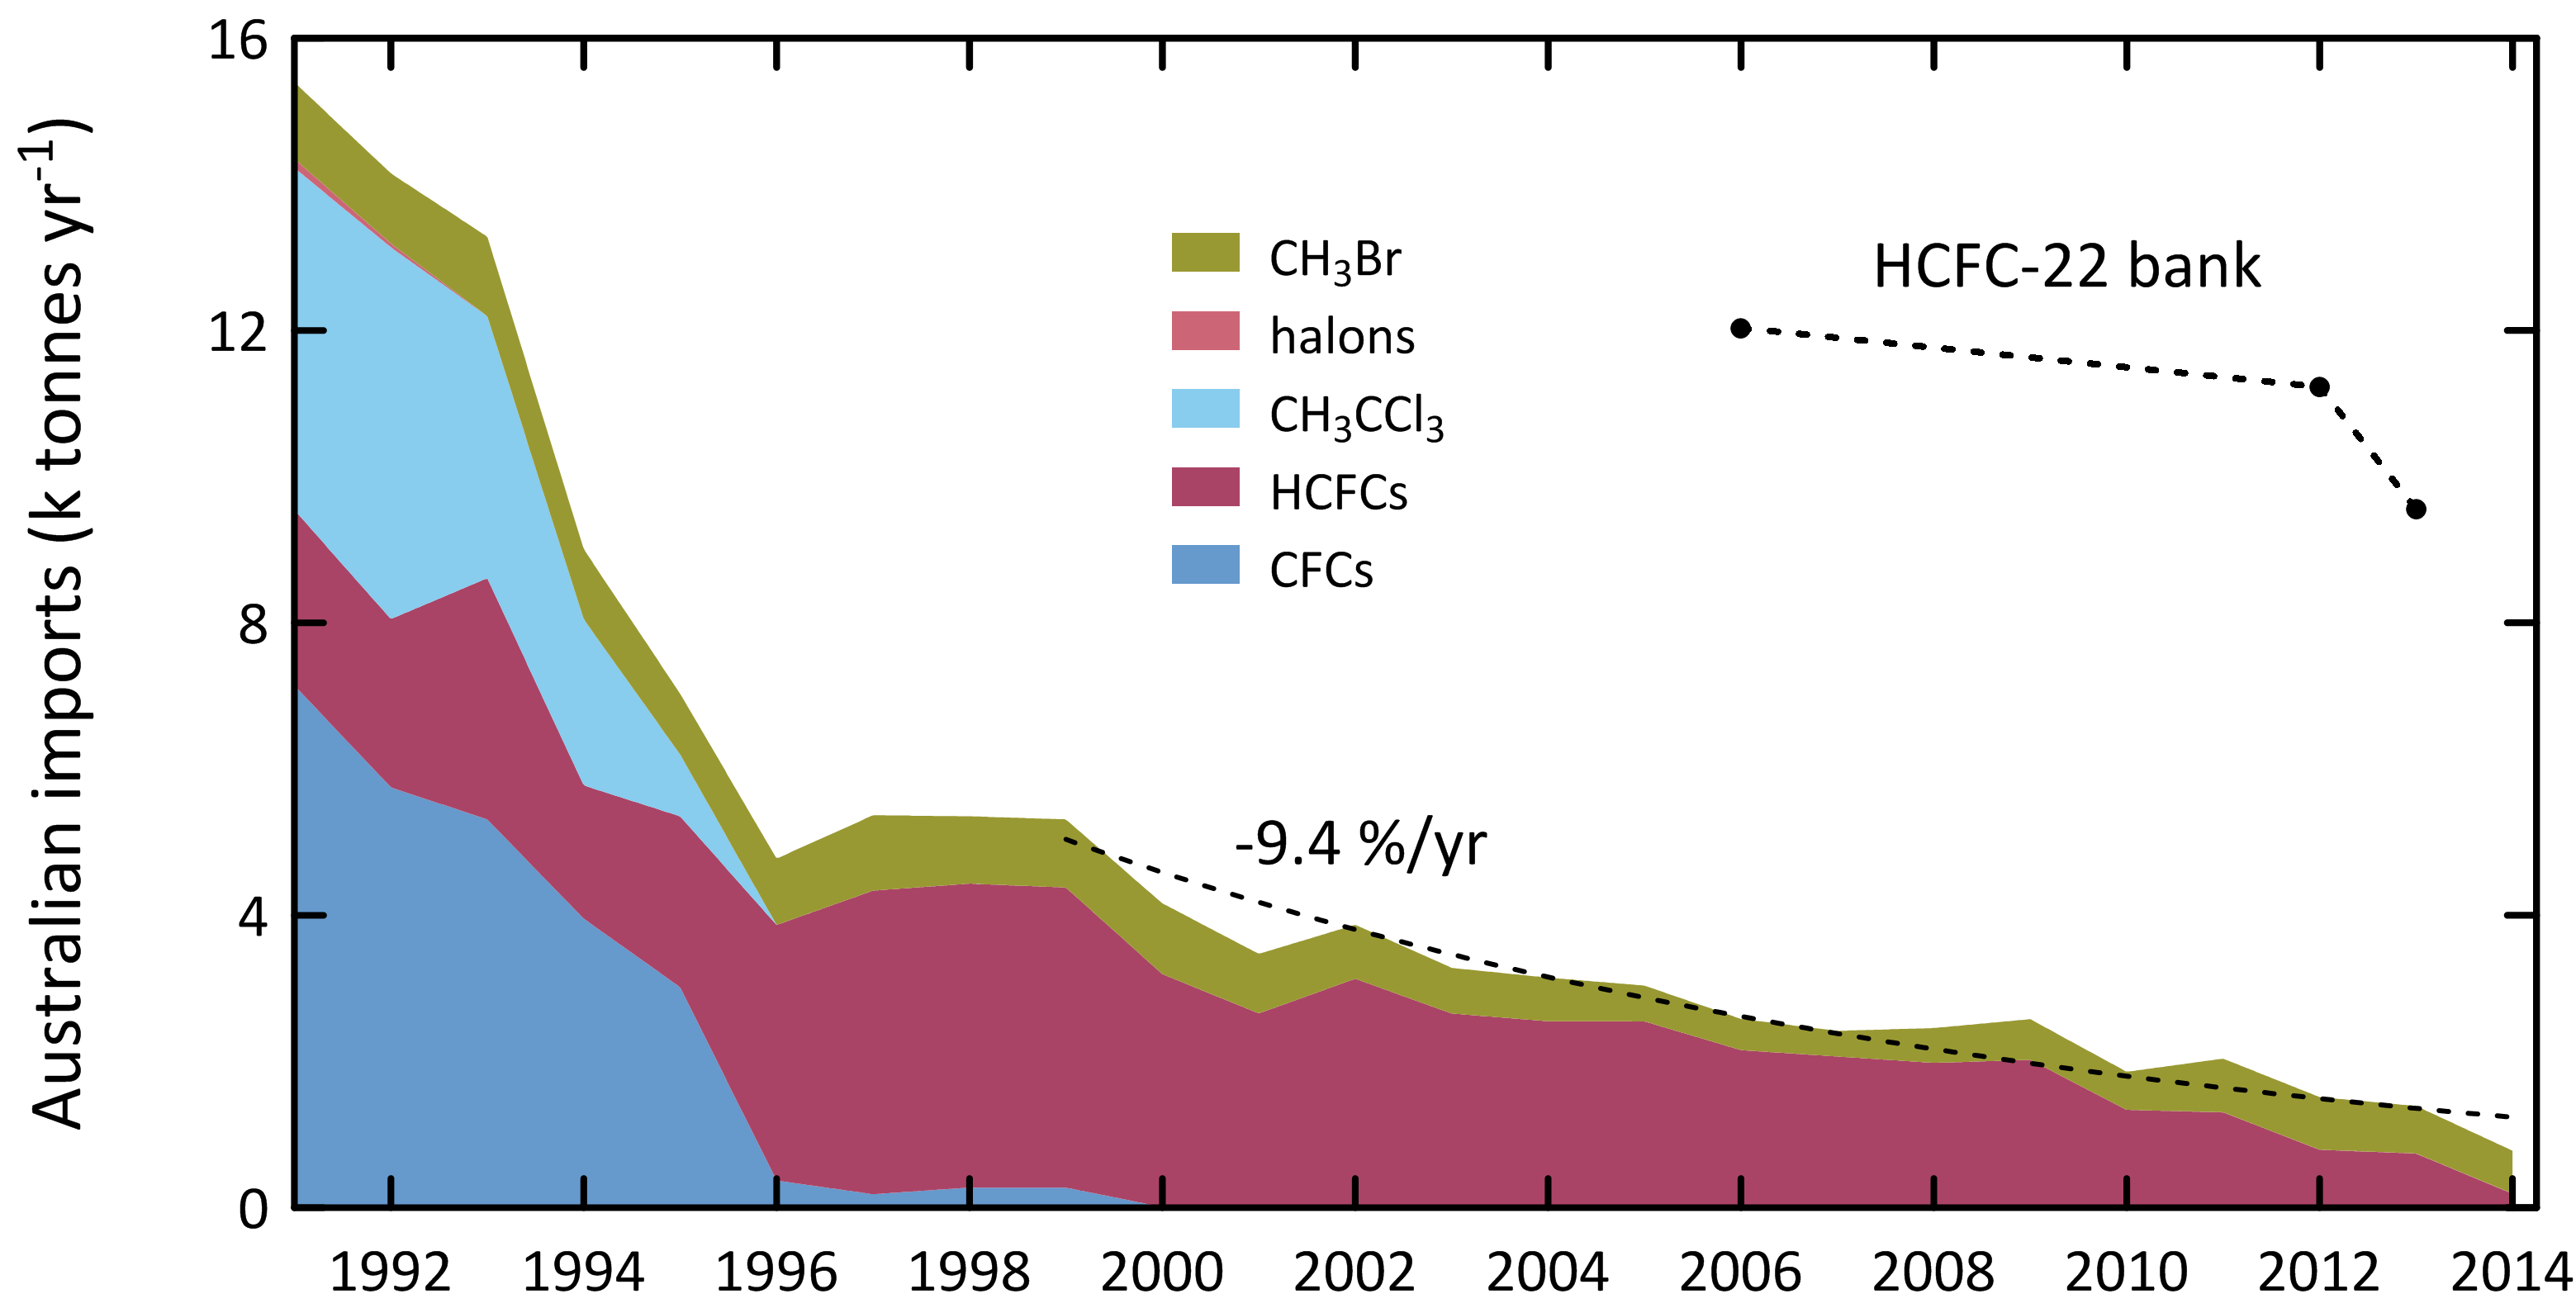 Australian imports (k tonnes yr⁻¹)
16
12
8
4
0
CH₃Br
halons
CH₃CCl₃
HCFCs
CFCs
HCFC-22 bank
-9.4 %/yr
1992 1994 1996 1998 2000 2002 2004 2006 2008 2010 2012 2014